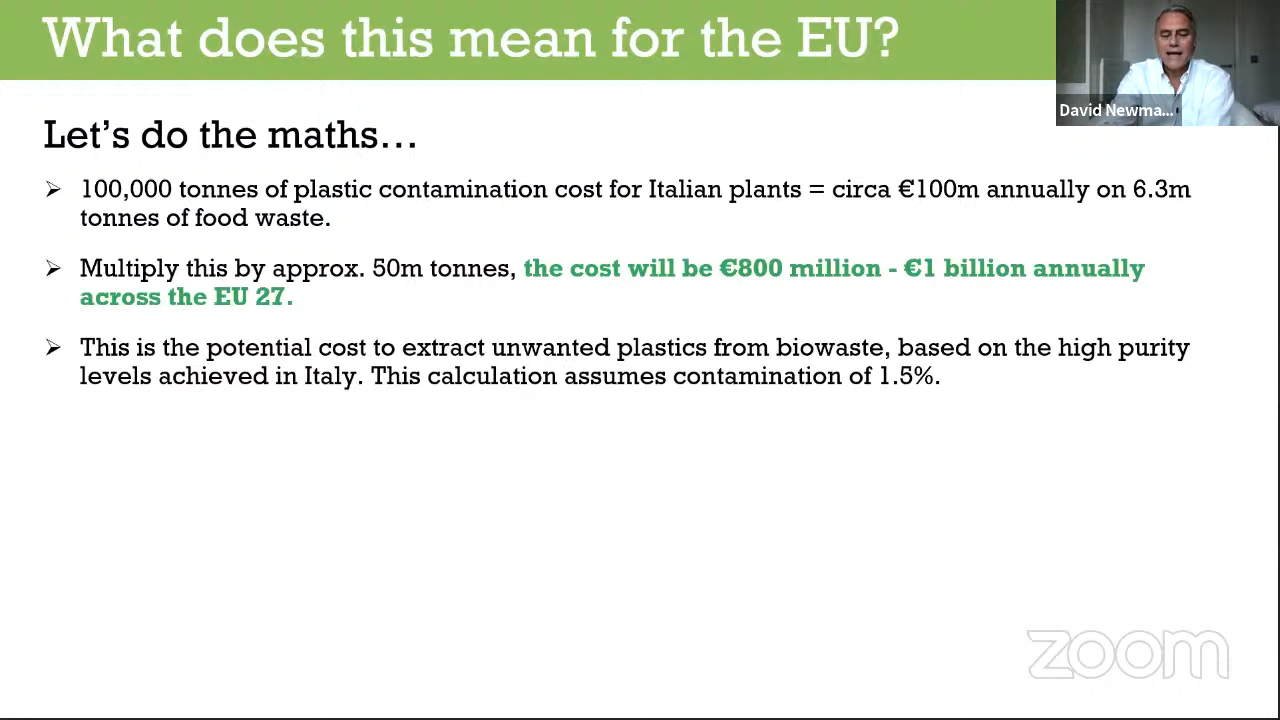 What does this mean for the EU?
David Newma...
Let's do the maths...
100,000 tonnes of plastic contamination cost for Italian plants = circa €100m annually on 6.3m
tonnes of food waste.
Multiply this by approx. 50m tonnes, the cost will be €800 million - €1 billion annually
across the EU 27.
This is the potential cost to extract unwanted plastics from biowaste, based on the high purity
levels achieved in Italy. This calculation assumes contamination of 1.5%.
zoom